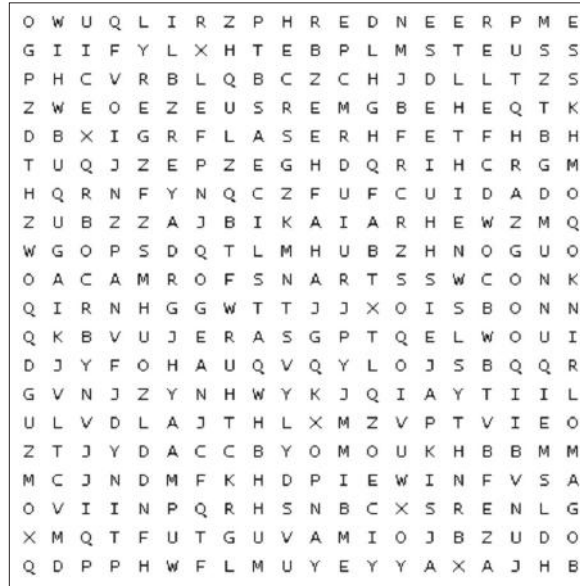 O W U Q L I R Z P H R E D N E E R P M E
G I I F Y L X H T E B P L M S T E U S S
P H C V R B L Q B C Z C H J D L L T Z S
Z W E O E Z E U S R E M G B E H E Q T K
D B X I G R F L A S E R H F E T F H B H
T U Q J Z E P Z E G H D Q R I H C R G M
H Q R N F Y N Q C Z F U F C U I D A D O
Z U B Z Z A J B I K A I A R H E W Z M Q
W G O P S D Q T L M H U B Z H N O G U O
O A C A M R O F S N A R T S S W C O N K
Q I R N H G G W T T J J X O I S B O N N
Q K B V U J E R A S G P T Q E L W O U I
D J Y F O H A U Q V Q Y L O J S B Q Q R
G V N J Z Y N H W Y K J Q I A Y T I I L
U L V D L A J T H L X M Z V P T V I E O
Z T J Y D A C C B Y O M O U K H B B M M
M C J N D M F K H D P I E W I N F V S A
O V I I N P Q R H S N B C X S R E N L G
X M Q T F U T G U V A M I O J B Z U D O
Q D P P H W F L M U Y E Y Y A X A J H B